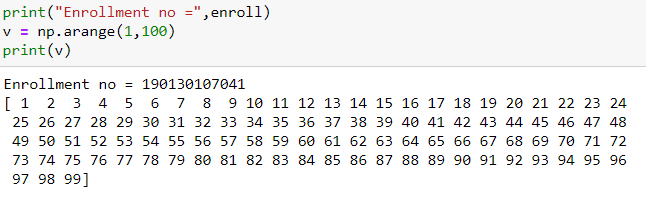 print("Enrollment no =",enroll)
v = np.arange(1,100)
print(v)
Enrollment no = 190130107041
[ 1  2  3  4  5  6  7  8  9 10 11 12 13 14 15 16 17 18 19 20 21 22 23 24
 25 26 27 28 29 30 31 32 33 34 35 36 37 38 39 40 41 42 43 44 45 46 47 48
 49 50 51 52 53 54 55 56 57 58 59 60 61 62 63 64 65 66 67 68 69 70 71 72
 73 74 75 76 77 78 79 80 81 82 83 84 85 86 87 88 89 90 91 92 93 94 95 96
 97 98 99]